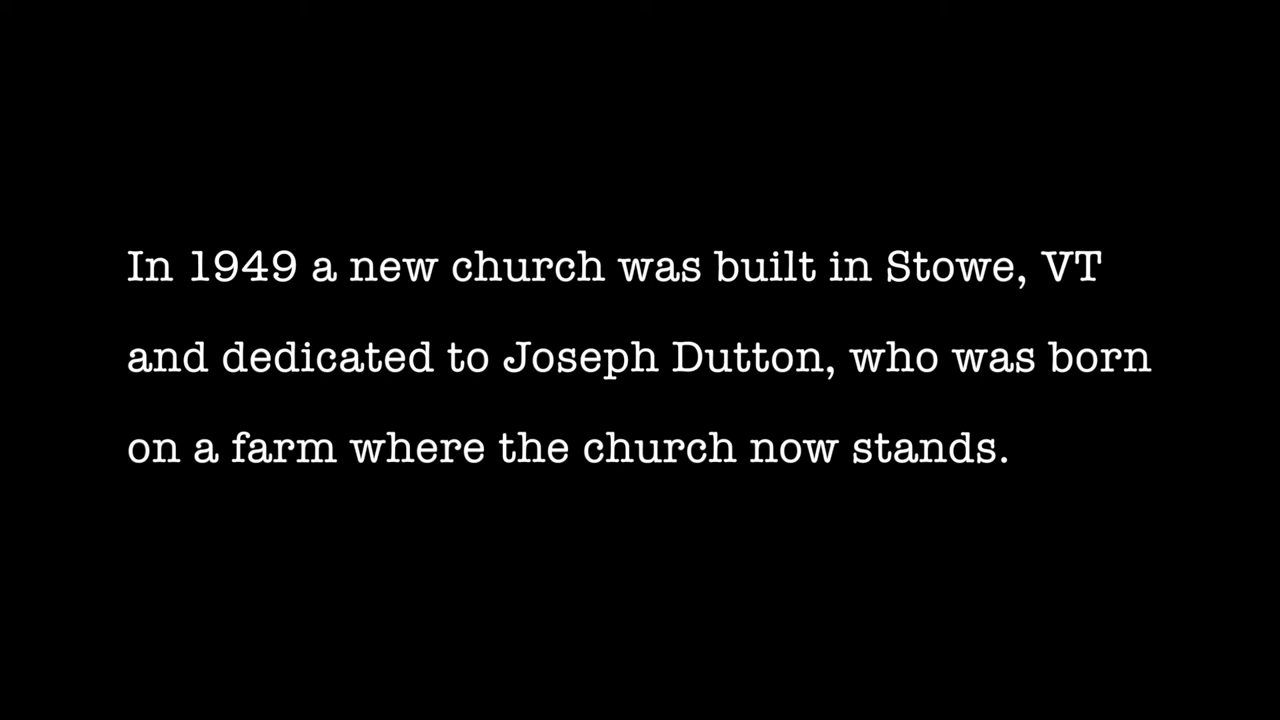 In 1949 a new church was built in Stowe, VT
and dedicated to Joseph Dutton, who was born
on a farm where the church now stands.